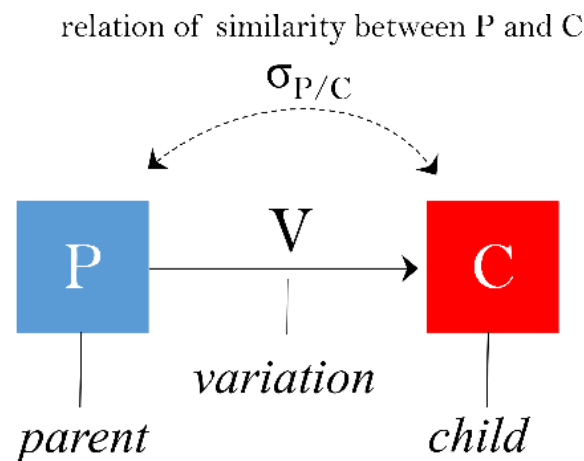 relation of similarity between P and C
σP/C
V
P
C
variation
parent
child